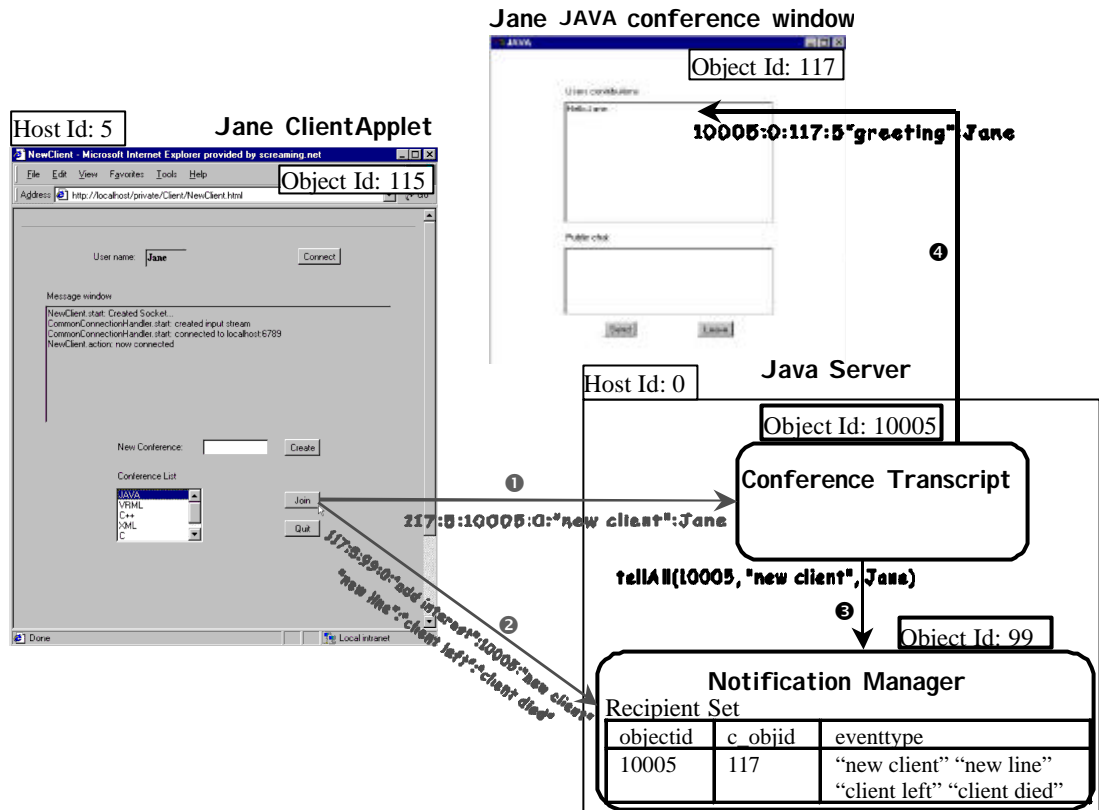 Jane JAVA conference window
JAVA
Object Id: 117
Users contributions
Hello Jane
10005:0:117:5"greeting":Jane
Public chat
Send
Leave
❹
Host Id: 5
Jane ClientApplet
NewClient - Microsoft Internet Explorer provided by screaming.net
File Edit View Favorites Tools Help
Object Id: 115
Address http://localhost/private/Client/NewClient.html
Go
User name: Jane
Connect
Message window
NewClient.start: Created Socket...
CommonConnectionHandler.start: created input stream
CommonConnectionHandler.start: connected to localhost:6789
NewClient.action: now connected
New Conference:
Create
Conference List
JAVA
VRML
C++
XML
C
Join
Quit
Done
Local intranet
❶
117:5:10005:0:"new client":Jane
❷
117:5:99:0:"add interest":10005:"new client"
"new line":"client left":"client died"
Java Server
Host Id: 0
Object Id: 10005
Conference Transcript
tellAll(10005, "new client", Jane)
❸
Object Id: 99
Notification Manager
Recipient Set
objectid c_objid eventtype
10005 117 “new client” “new line”
“client left” “client died”